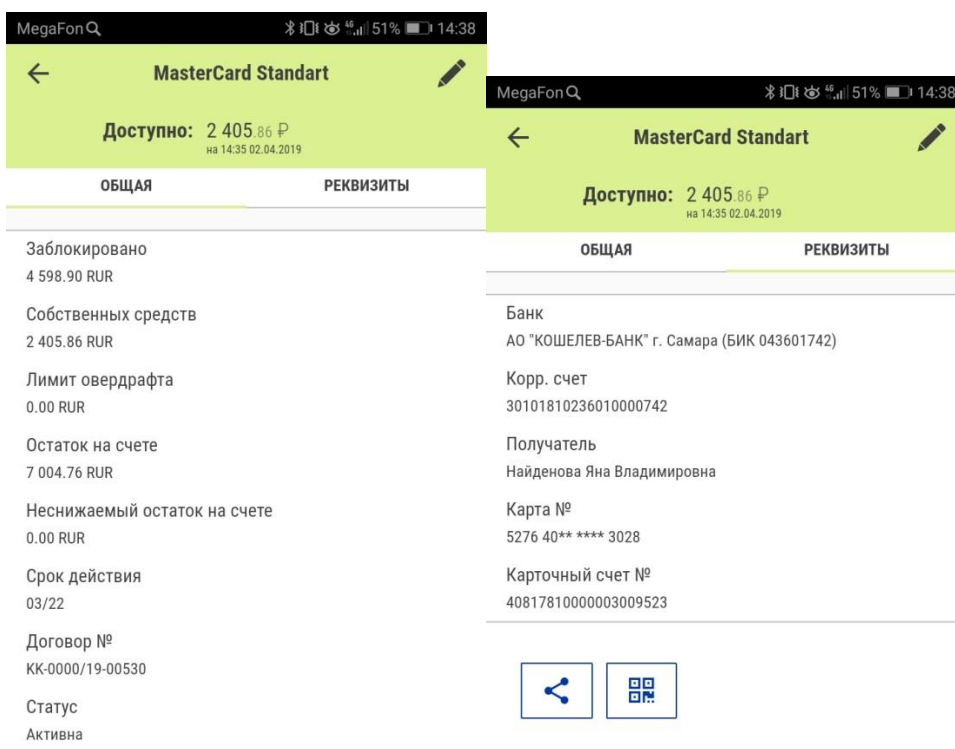 MegaFon
4G
51%
14:38
MasterCard Standart
Доступно: 2 405.86 ₽
на 14:35 02.04.2019
ОБЩАЯ
РЕКВИЗИТЫ
Заблокировано
4 598.90 RUR
Собственных средств
2 405.86 RUR
Лимит овердрафта
0.00 RUR
Остаток на счете
7 004.76 RUR
Неснижаемый остаток на счете
0.00 RUR
Срок действия
03/22
Договор №
КК-0000/19-00530
Статус
Активна
MegaFon
4G
51%
14:38
MasterCard Standart
Доступно: 2 405.86 ₽
на 14:35 02.04.2019
ОБЩАЯ
РЕКВИЗИТЫ
Банк
АО "КОШЕЛЕВ-БАНК" г. Самара (БИК 043601742)
Корр. счет
30101810236010000742
Получатель
Найденова Яна Владимировна
Карта №
5276 40** **** 3028
Карточный счет №
40817810000003009523